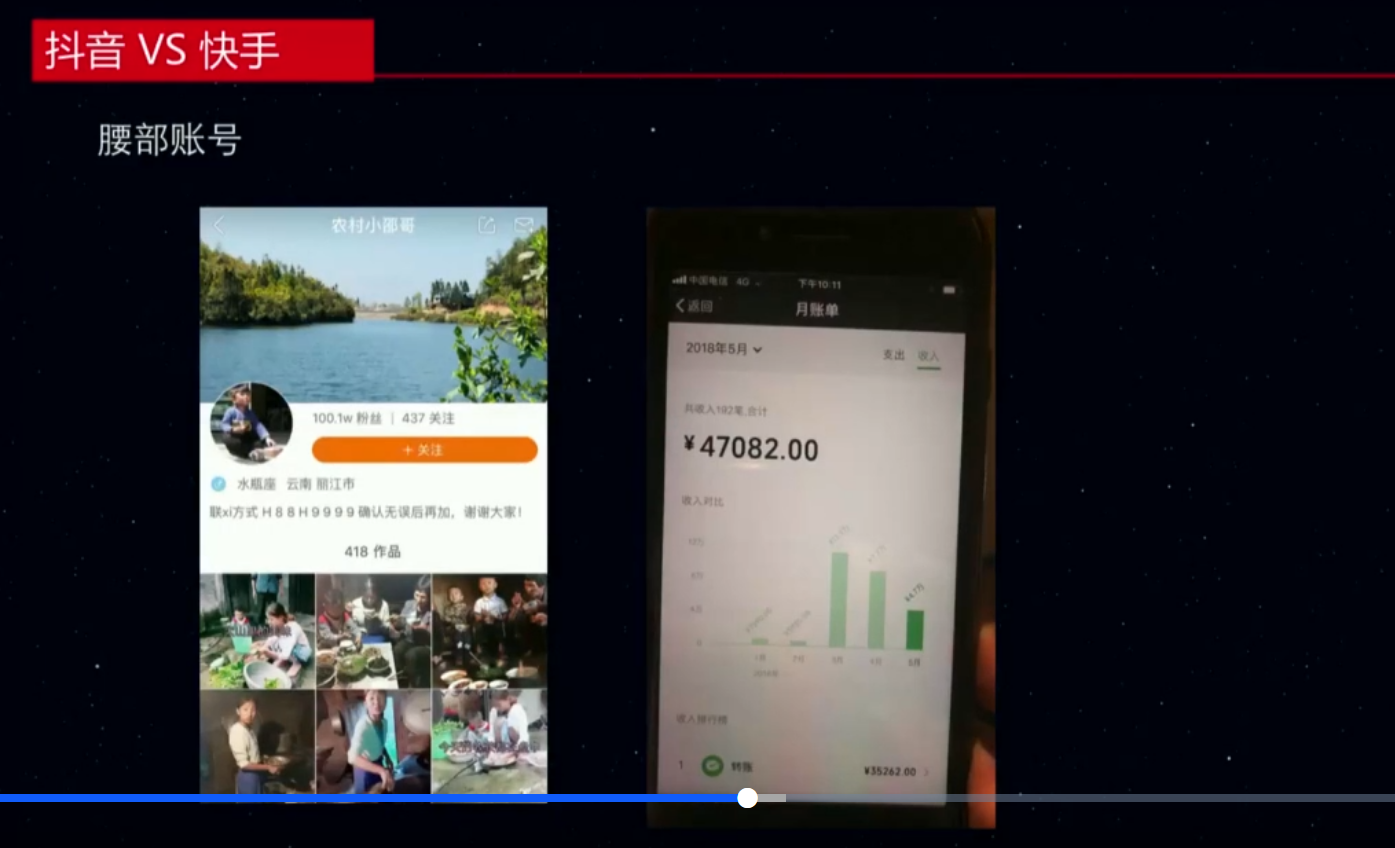 抖音 VS 快手
腰部账号
农村小邵哥
100.1w 粉丝 | 437 关注
+ 关注
水瓶座 云南 丽江市
联xi方式 H 8 8 H 9 9 9 9 确认无误后再加，谢谢大家！
418 作品
中国电信 4G 下午10:11
返回 月账单
2018年5月 支出 收入
共收入192笔,合计
¥47082.00
收入对比
5月
收入排行榜
1 转账 ¥35262.00